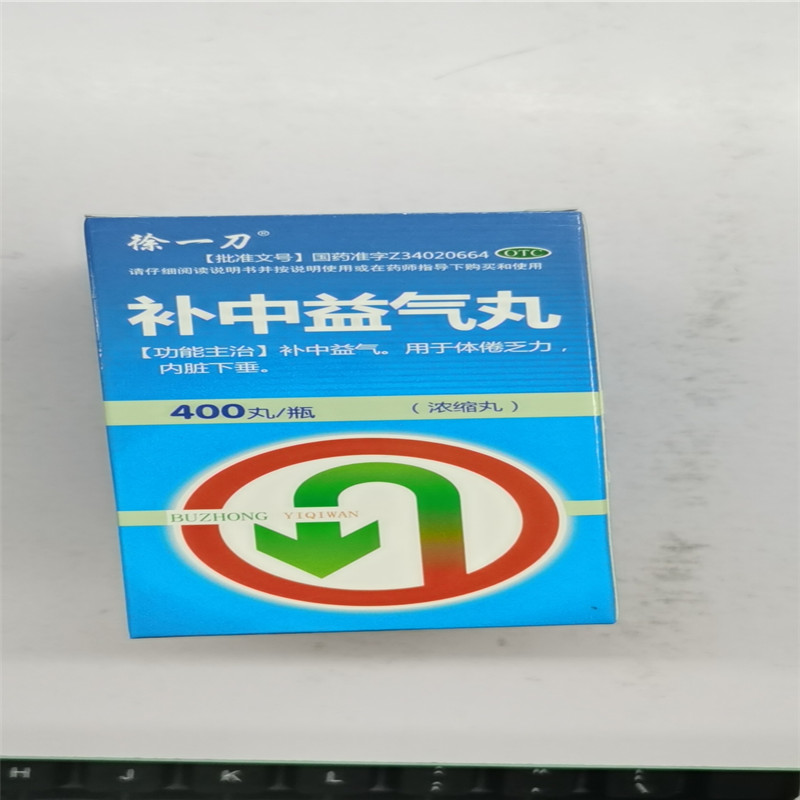 徐一刀®
【批准文号】国药准字Z34020664 OTC
请仔细阅读说明书并按说明使用或在药师指导下购买和使用
补中益气丸
【功能主治】补中益气。用于体倦乏力，
内脏下垂。
400丸/瓶 （浓缩丸）
BUZHONG YIQIWAN
H J K L